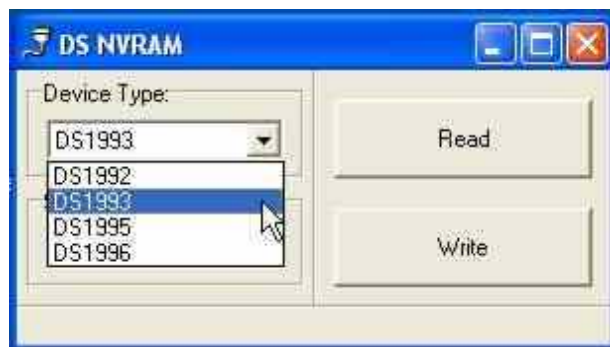 DS NVRAM
Device Type:
DS1993
DS1992
DS1993
DS1995
DS1996
Read
Write